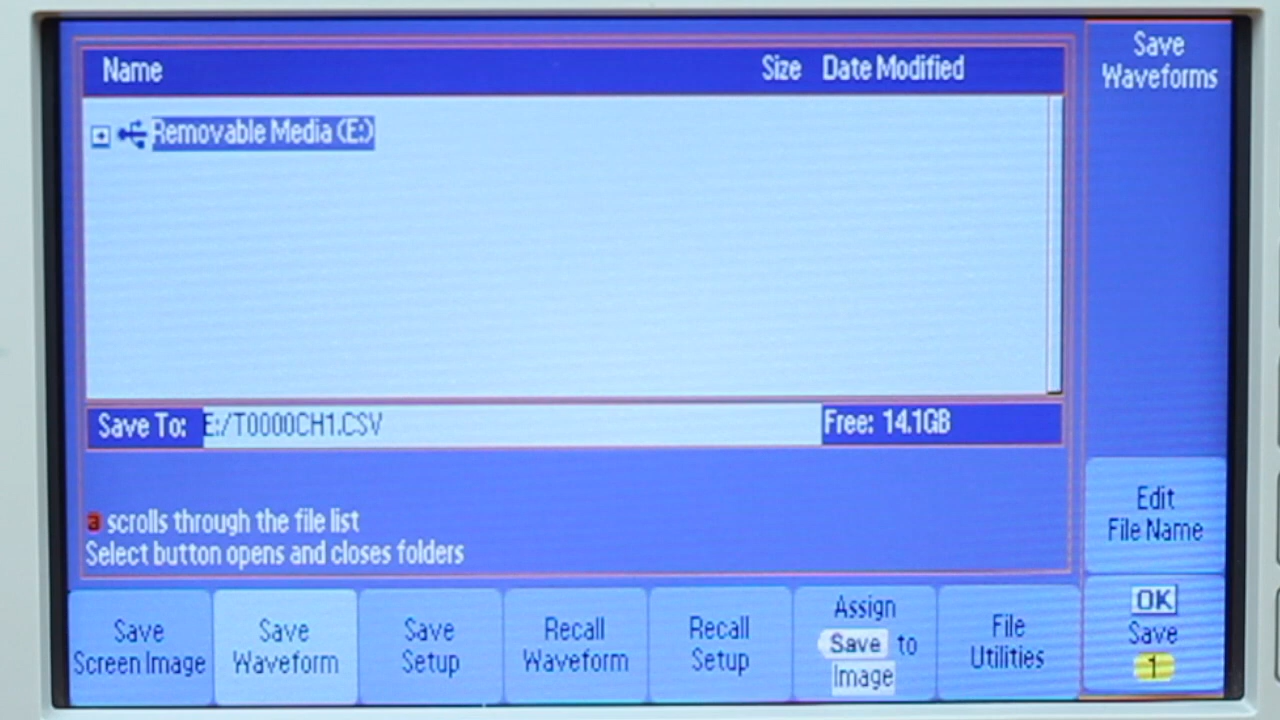 Name Size Date Modified
Save
Waveforms
Removable Media (E:)
Save To: E:/T0000CH1.CSV Free: 14.1GB
a scrolls through the file list
Select button opens and closes folders
Edit
File Name
Save
Screen Image
Save
Waveform
Save
Setup
Recall
Waveform
Recall
Setup
Assign
Save to
Image
File
Utilities
OK
Save
1